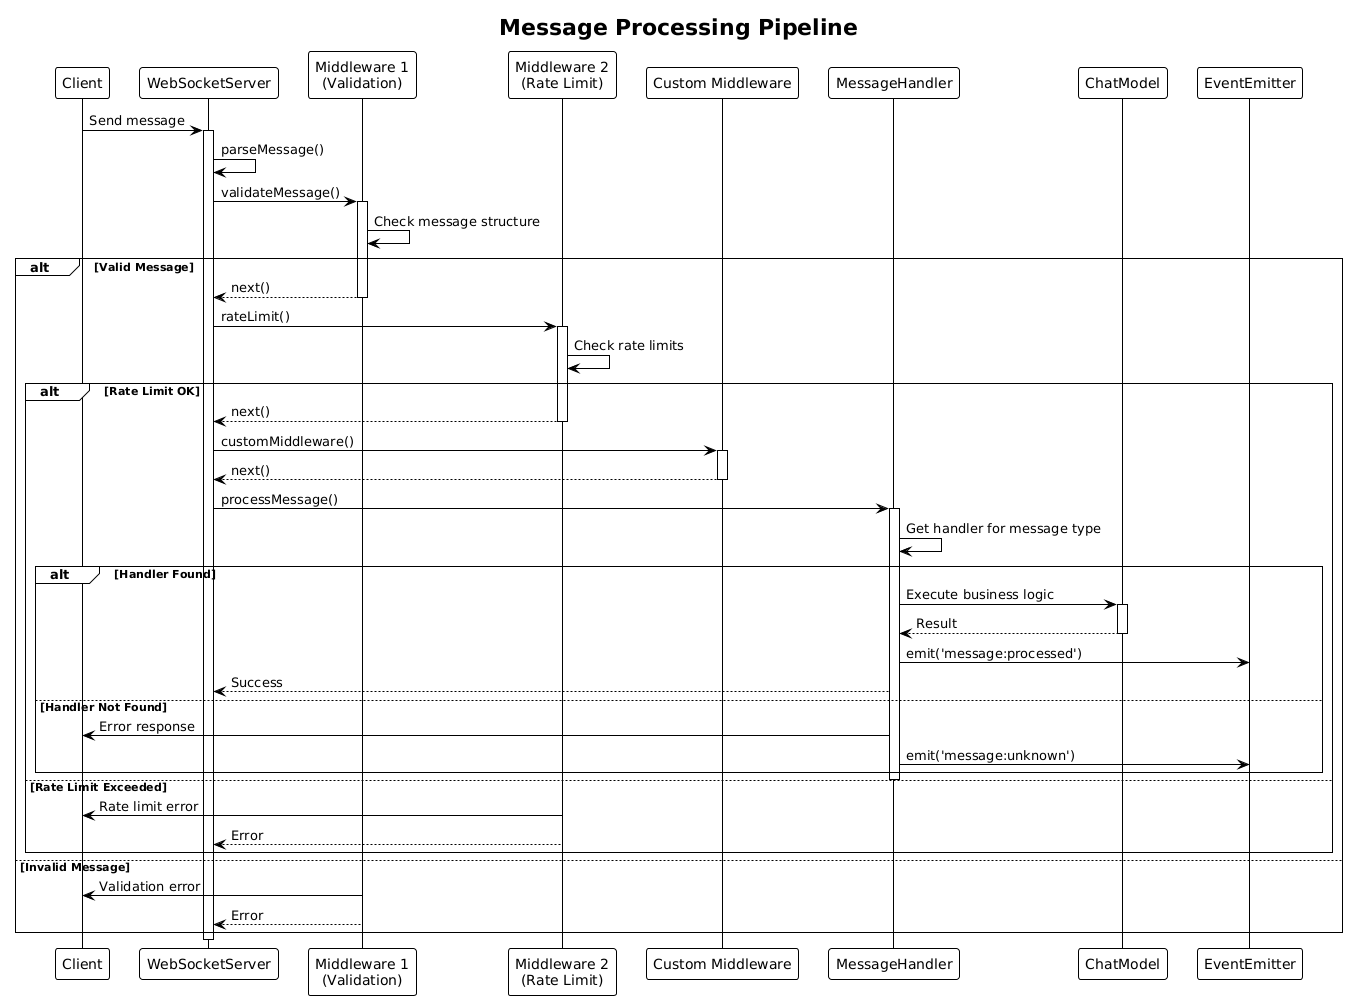 Message Processing Pipeline
Client
WebSocketServer
Middleware 1
(Validation)
Middleware 2
(Rate Limit)
Custom Middleware
MessageHandler
ChatModel
EventEmitter
Send message
parseMessage()
validateMessage()
Check message structure
alt
[Valid Message]
next()
rateLimit()
Check rate limits
alt
[Rate Limit OK]
next()
customMiddleware()
next()
processMessage()
Get handler for message type
alt
[Handler Found]
Execute business logic
Result
emit('message:processed')
Success
[Handler Not Found]
Error response
emit('message:unknown')
[Rate Limit Exceeded]
Rate limit error
Error
[Invalid Message]
Validation error
Error
Client
WebSocketServer
Middleware 1
(Validation)
Middleware 2
(Rate Limit)
Custom Middleware
MessageHandler
ChatModel
EventEmitter